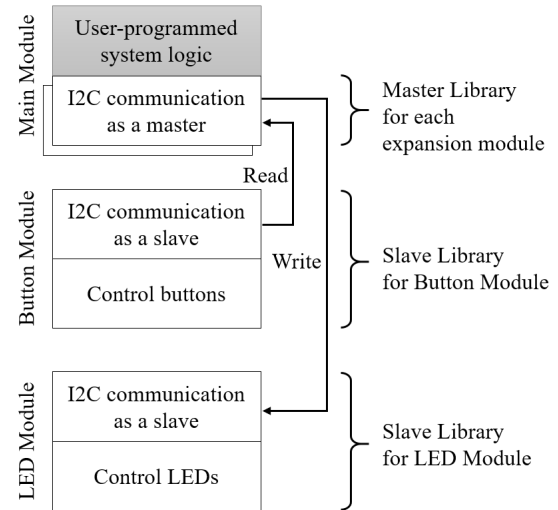 Main Module
User-programmed
system logic
I2C communication
as a master
Master Library
for each
expansion module
Read
Button Module
I2C communication
as a slave
Control buttons
Write
Slave Library
for Button Module
LED Module
I2C communication
as a slave
Control LEDs
Slave Library
for LED Module